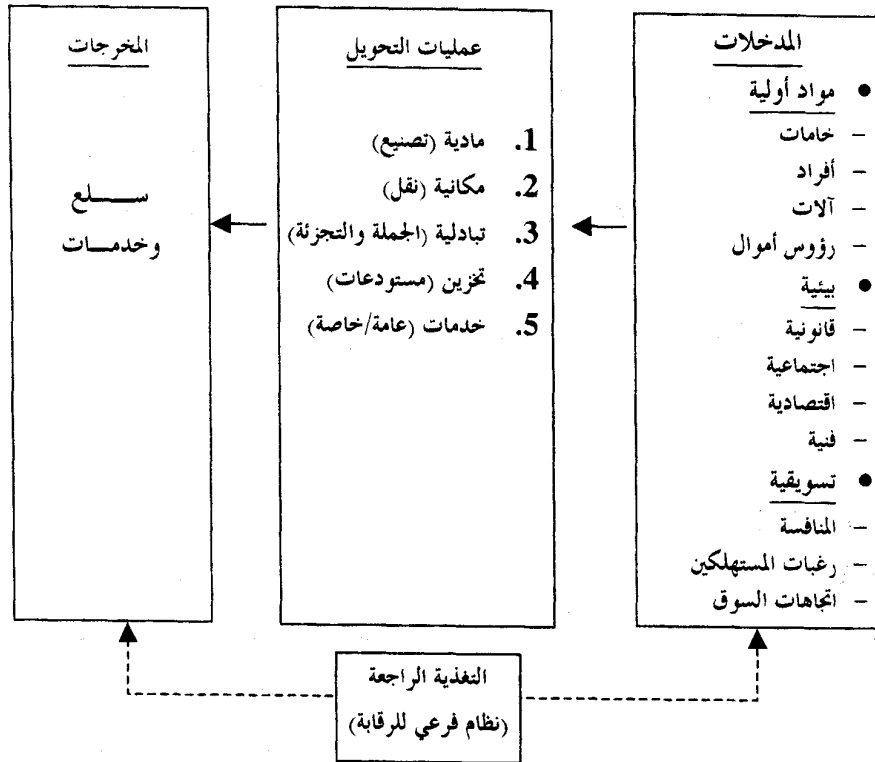 المدخلات
● مواد أولية
– خامات
– أفراد
– آلات
– رؤوس أموال
● بيئية
– قانونية
– اجتماعية
– اقتصادية
– فنية
● تسويقية
– المنافسة
– رغبات المستهلكين
– اتجاهات السوق
عمليات التحويل
1. مادية (تصنيع)
2. مكانية (نقل)
3. تبادلية (الجملة والتجزئة)
4. تخزين (مستودعات)
5. خدمات (عامة/خاصة)
المخرجات
ســـلع
وخدمـــات
التغذية الراجعة
(نظام فرعي للرقابة)